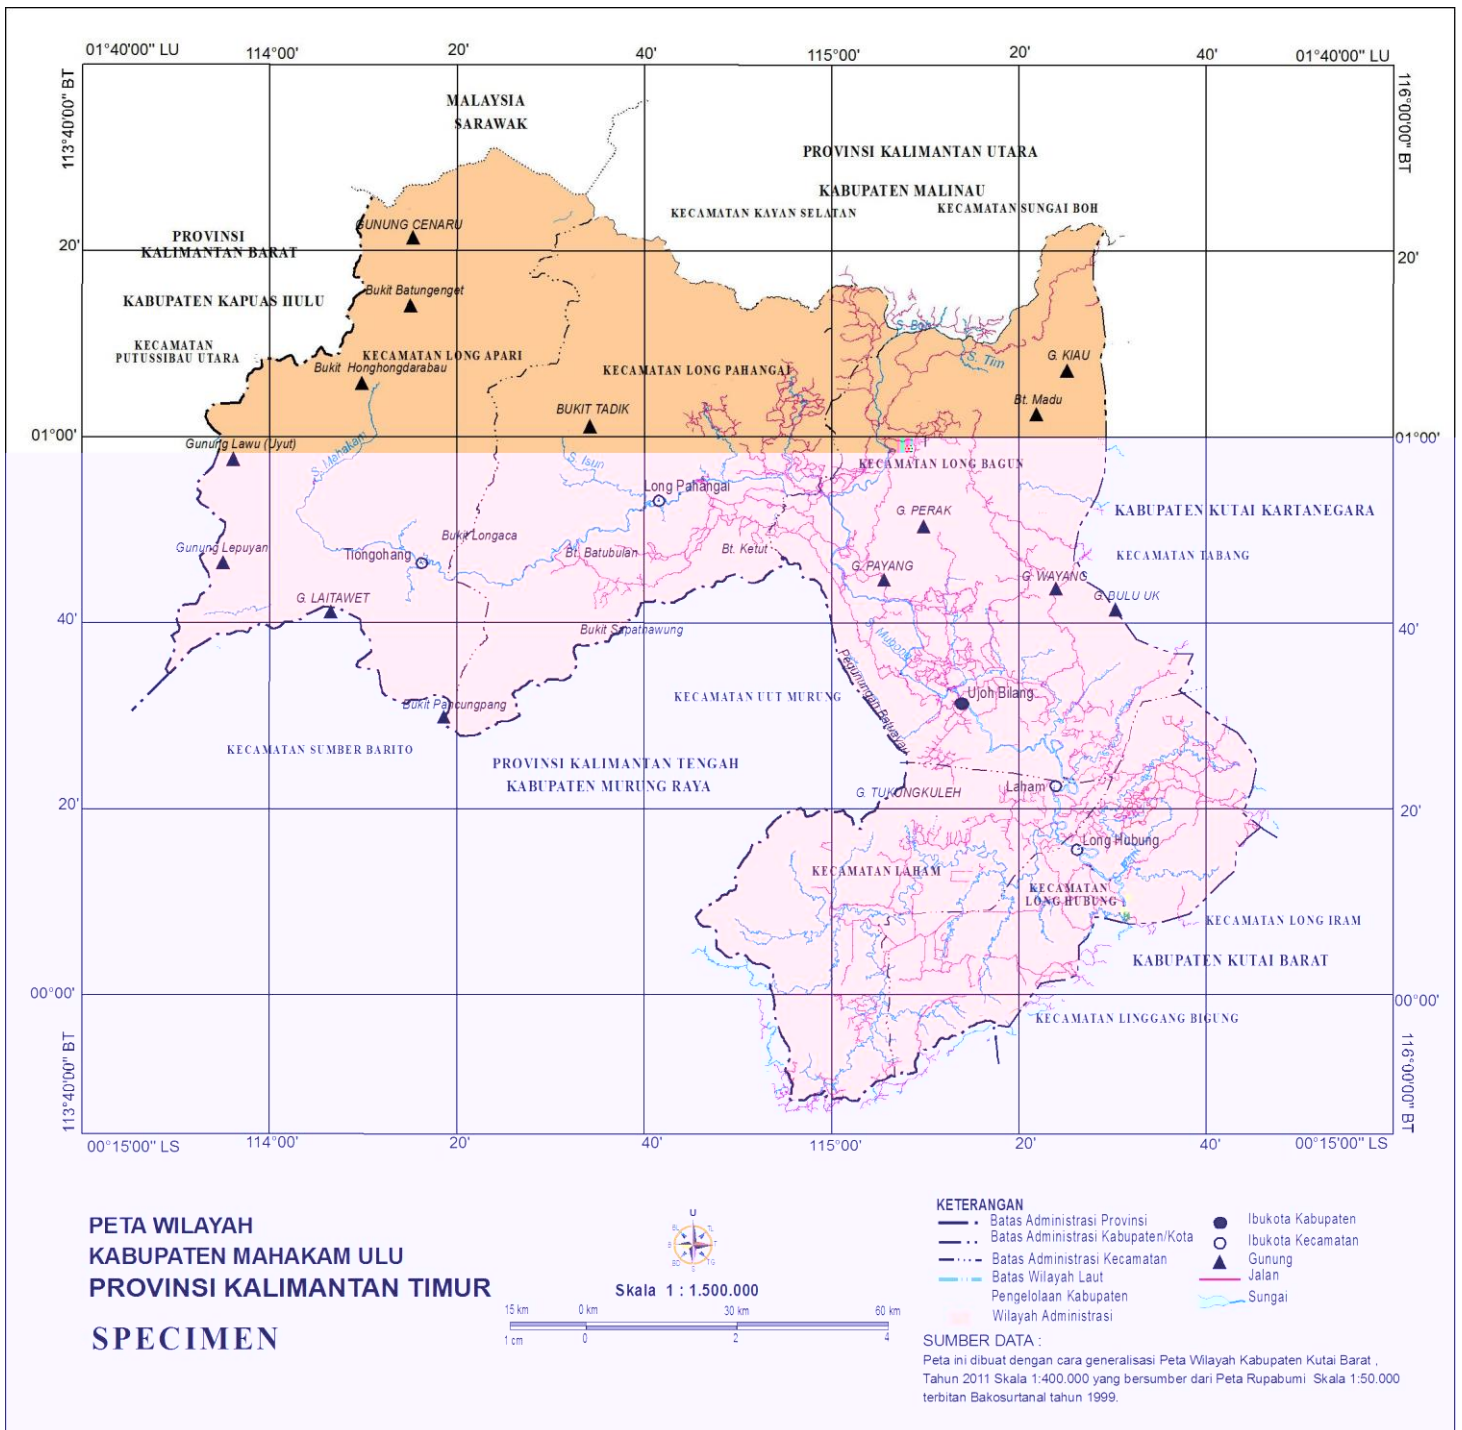 01°40'00" LU
114°00'
20'
40'
115°00'
20'
40'
01°40'00" LU
113°40'00" BT
116°00'00" BT
MALAYSIA
SARAWAK
PROVINSI KALIMANTAN UTARA
KABUPATEN MALINAU
KECAMATAN KAYAN SELATAN
KECAMATAN SUNGAI BOH
GUNUNG CENARU
PROVINSI
KALIMANTAN BARAT
20'
20'
Bukit Batungenget
KABUPATEN KAPUAS HULU
S. Boh
KECAMATAN
PUTUSSIBAU UTARA
KECAMATAN LONG APARI
Bukit Honghongdarabau
KECAMATAN LONG PAHANGAI
S. Tim
G. KIAU
Bt. Madu
BUKIT TADIK
01°00'
01°00'
Gunung Lawu (Uyut)
S. Mahakam
S. Isun
KECAMATAN LONG BAGUN
Long Pahangai
G. PERAK
KABUPATEN KUTAI KARTANEGARA
Bukit Longaca
Gunung Lepuyan
Tiongohang
Bt. Batubulan
Bt. Ketut
KECAMATAN TABANG
G. PAYANG
G. WAYANG
G. LAITAWET
G. BULU UK
40'
40'
Bukit Sapathawung
Pegunungan Batuayau
KECAMATAN UUT MURUNG
Ujoh Bilang
Bukit Pancungpang
KECAMATAN SUMBER BARITO
PROVINSI KALIMANTAN TENGAH
KABUPATEN MURUNG RAYA
G. TUKUNGKULEH
Laham
20'
20'
Long Hubung
KECAMATAN LAHAM
KECAMATAN
LONG HUBUNG
KECAMATAN LONG IRAM
KABUPATEN KUTAI BARAT
00°00'
00°00'
KECAMATAN LINGGANG BIGUNG
113°40'00" BT
116°00'00" BT
00°15'00" LS
114°00'
20'
40'
115°00'
20'
40'
00°15'00" LS
PETA WILAYAH
KABUPATEN MAHAKAM ULU
PROVINSI KALIMANTAN TIMUR
SPECIMEN
U
Skala 1 : 1.500.000
15 km 0 km 30 km 60 km
1 cm 0 2 4
KETERANGAN
Batas Administrasi Provinsi
Batas Administrasi Kabupaten/Kota
Batas Administrasi Kecamatan
Batas Wilayah Laut
Pengelolaan Kabupaten
Wilayah Administrasi
Ibukota Kabupaten
Ibukota Kecamatan
Gunung
Jalan
Sungai
SUMBER DATA :
Peta ini dibuat dengan cara generalisasi Peta Wilayah Kabupaten Kutai Barat ,
Tahun 2011 Skala 1:400.000 yang bersumber dari Peta Rupabumi Skala 1:50.000
terbitan Bakosurtanal tahun 1999.